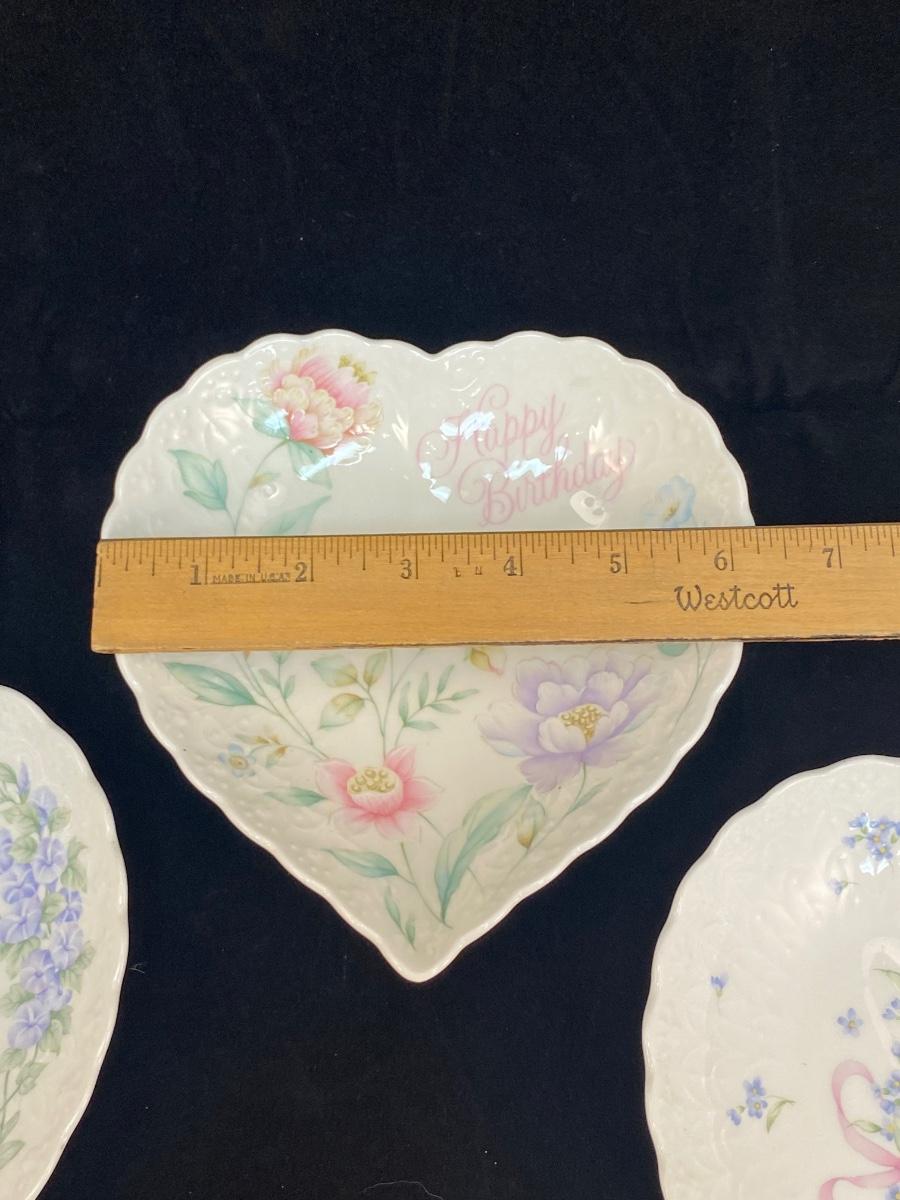 Happy
Birthday
1 2 3 4 5 6 7
MADE IN U.S.A.
Westcott